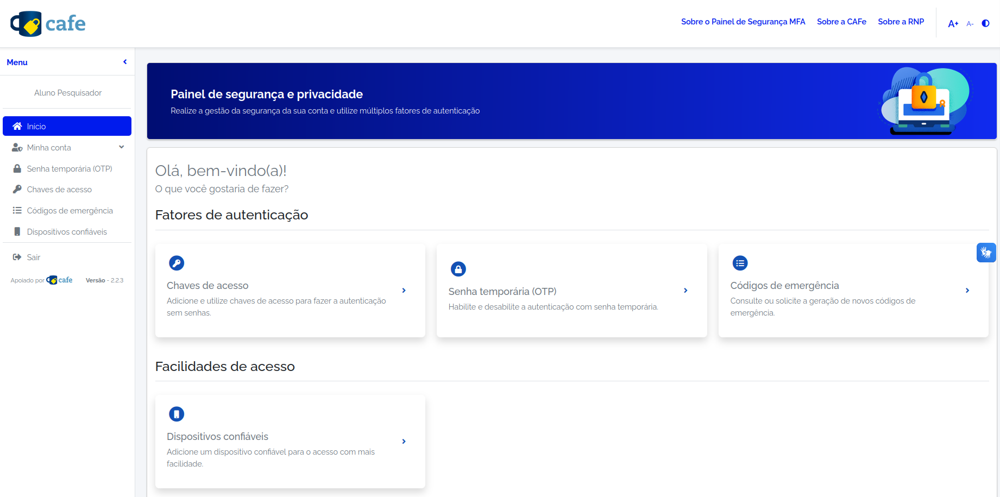 cafe
Sobre o Painel de Segurança MFA
Sobre a CAFe
Sobre a RNP
A+
A-
Menu
Aluno Pesquisador
Início
Minha conta
Senha temporária (OTP)
Chaves de acesso
Códigos de emergência
Dispositivos confiáveis
Sair
Apoiado por cafe
Versão - 2.2.3
Painel de segurança e privacidade
Realize a gestão da segurança da sua conta e utilize múltiplos fatores de autenticação
Olá, bem-vindo(a)!
O que você gostaria de fazer?
Fatores de autenticação
Chaves de acesso
Adicione e utilize chaves de acesso para fazer a autenticação
sem senhas.
Senha temporária (OTP)
Habilite e desabilite a autenticação com senha temporária.
Códigos de emergência
Consulte ou solicite a geração de novos códigos de
emergência.
Facilidades de acesso
Dispositivos confiáveis
Adicione um dispositivo confiável para o acesso com mais
facilidade.